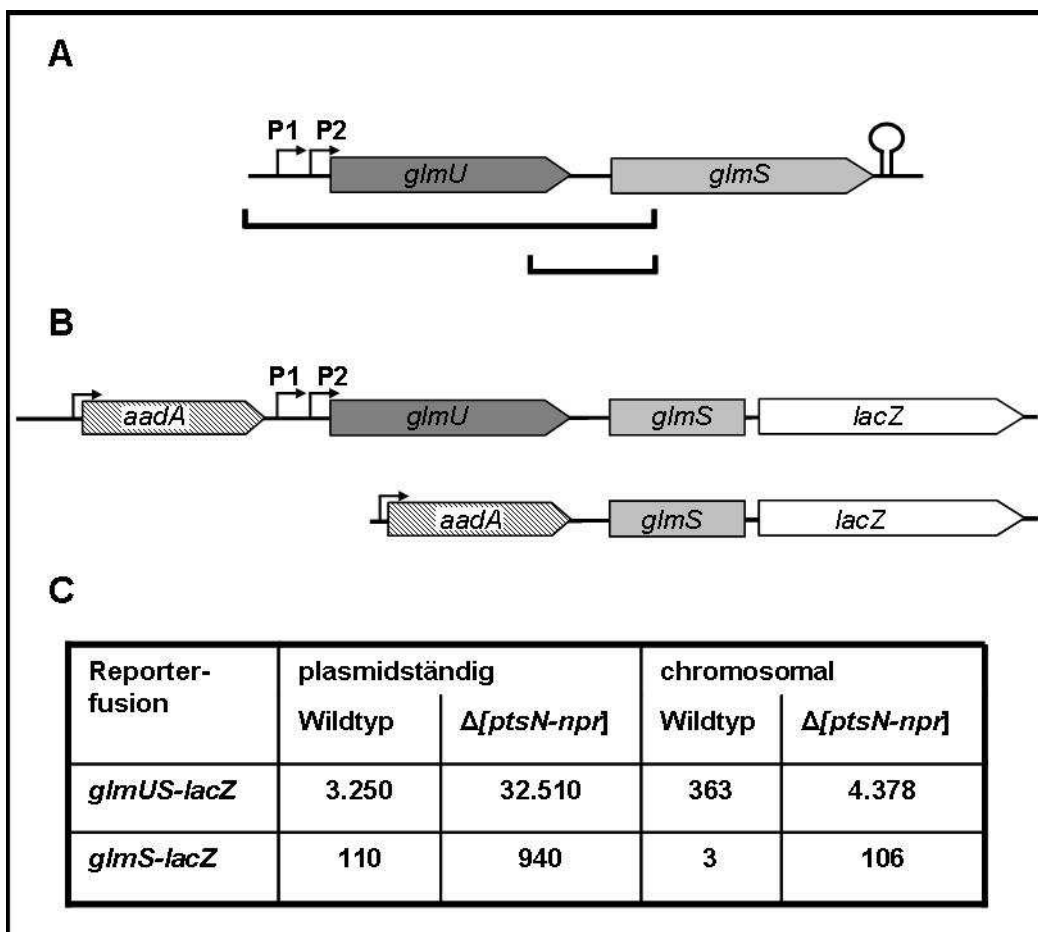 A
P1 P2
glmU glmS
B
P1 P2
aadA glmU glmS lacZ
aadA glmS lacZ
C
Reporter-
fusion
plasmidständig chromosomal
Wildtyp Δ[ptsN-npr] Wildtyp Δ[ptsN-npr]
glmUS-lacZ 3.250 32.510 363 4.378
glmS-lacZ 110 940 3 106